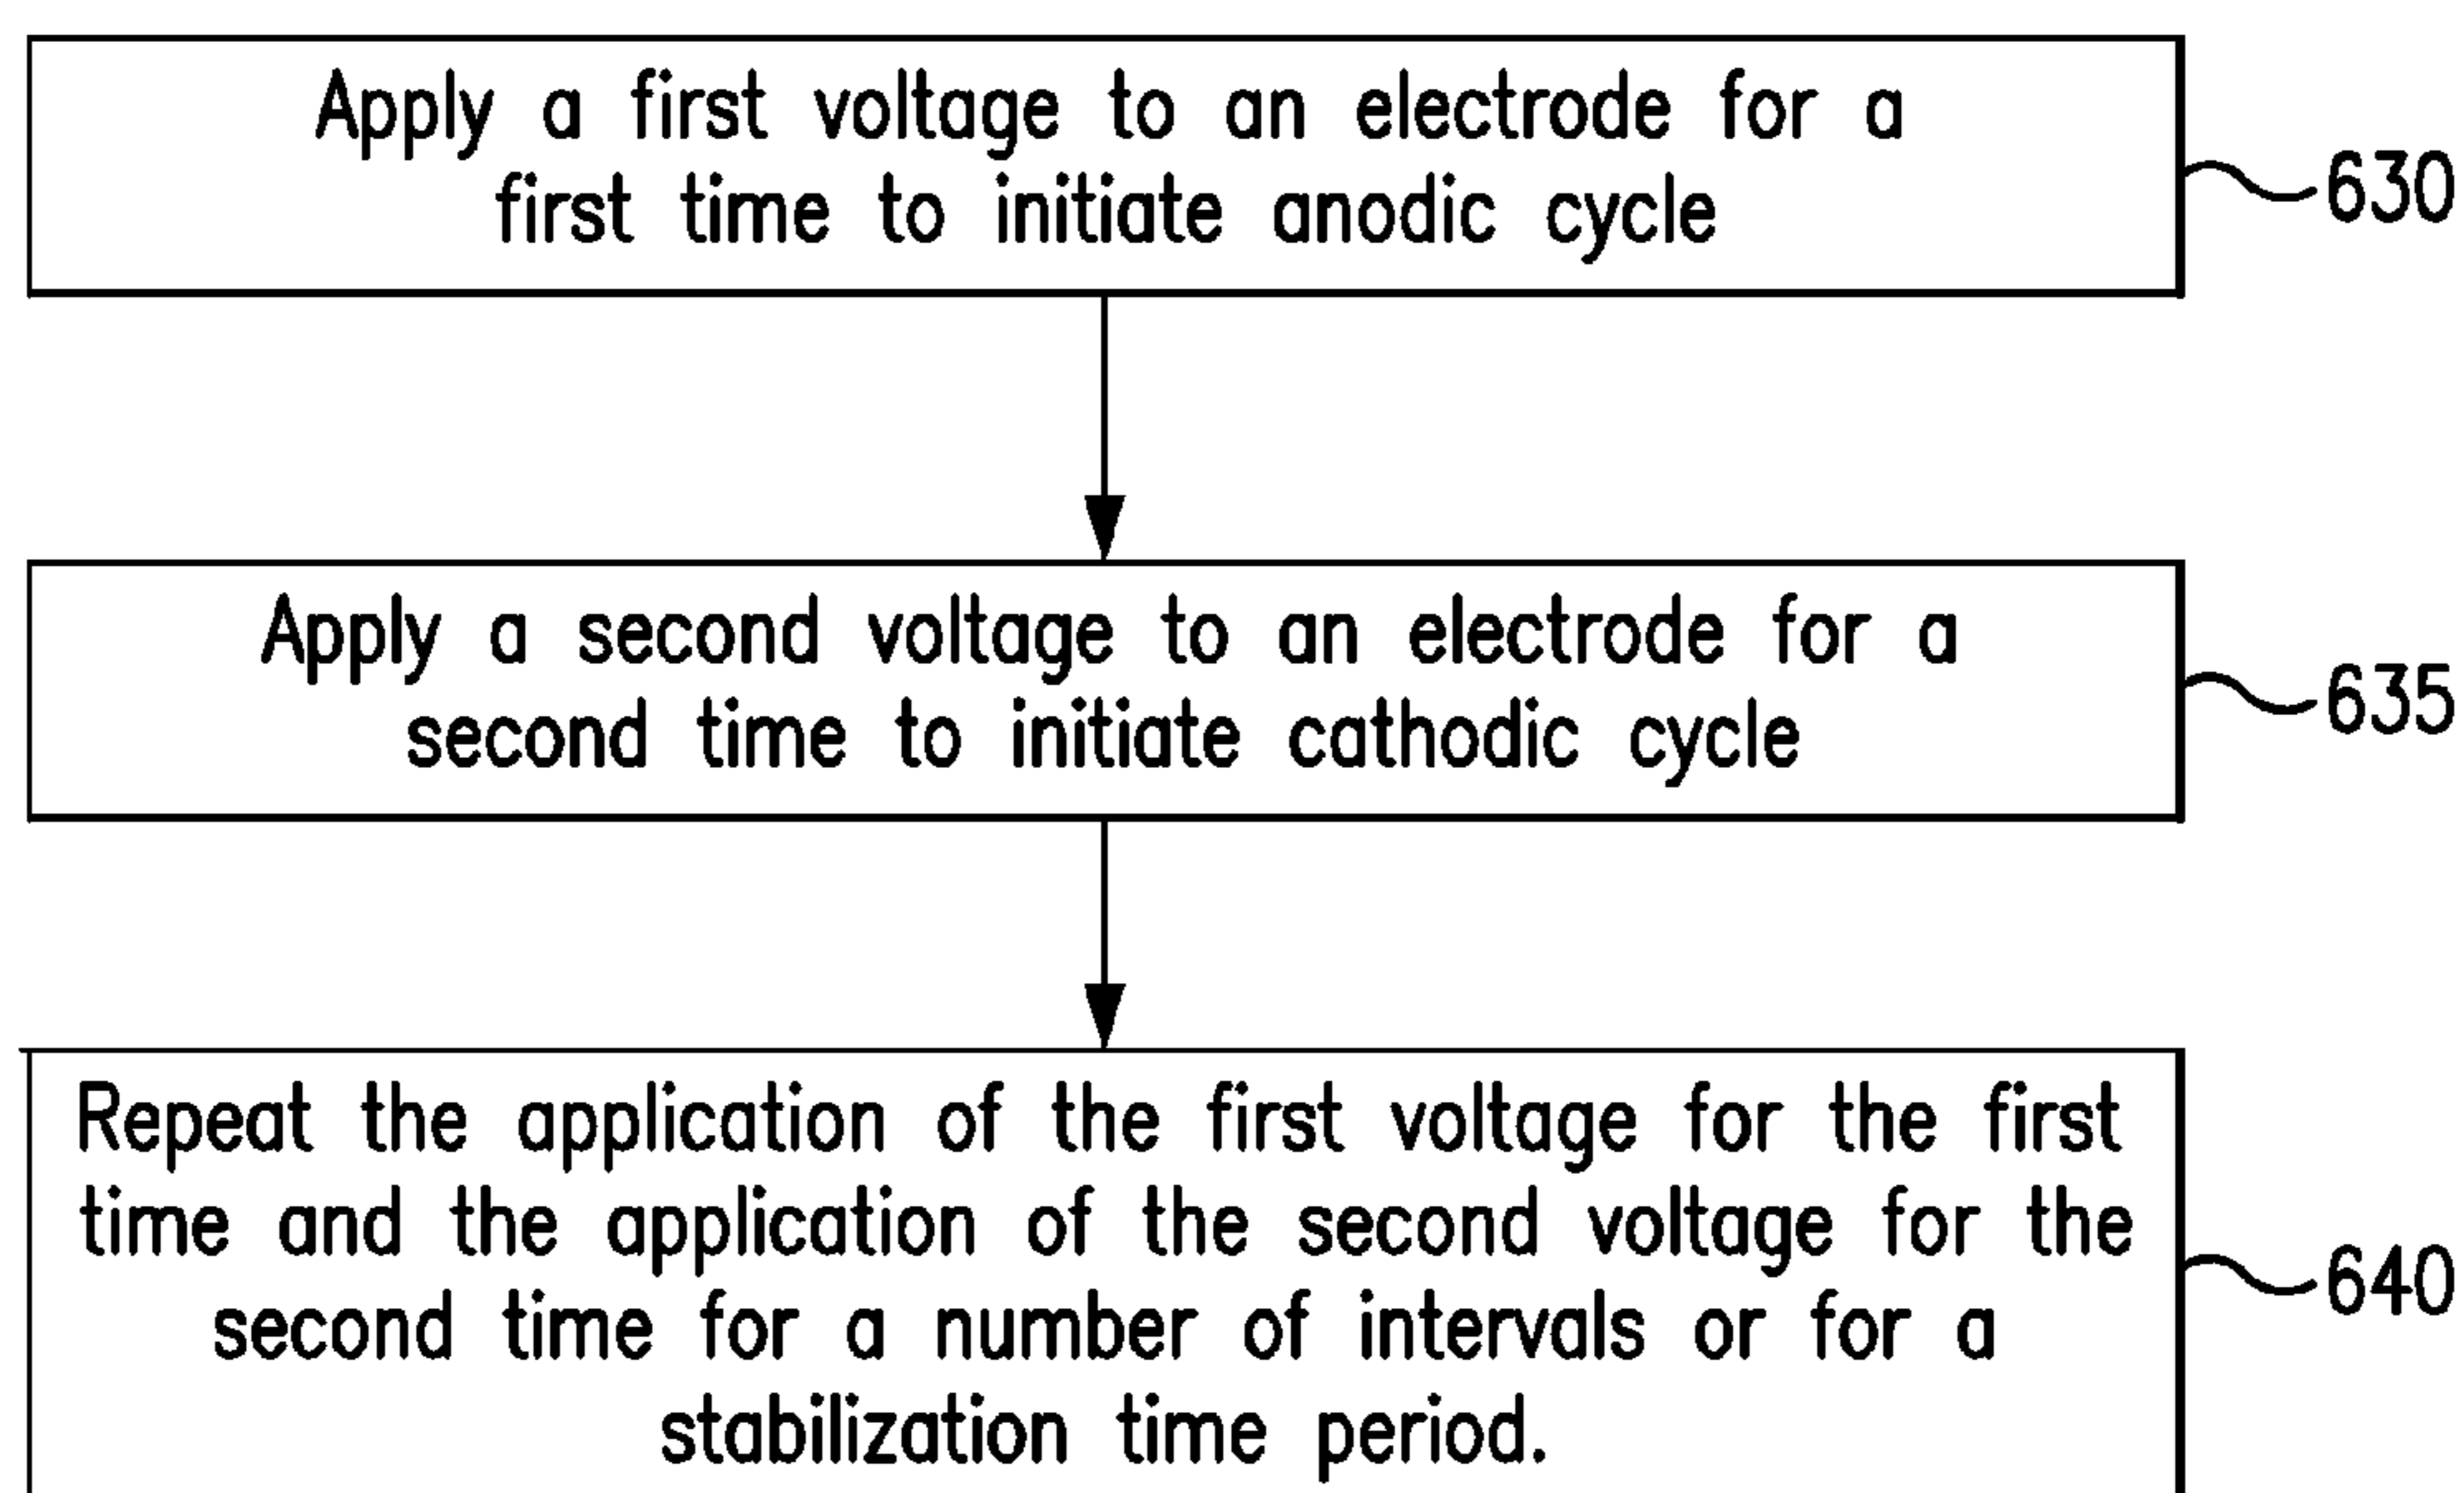 Apply a first voltage to an electrode for a
first time to initiate anodic cycle
630
Apply a second voltage to an electrode for a
second time to initiate cathodic cycle
635
Repeat the application of the first voltage for the first
time and the application of the second voltage for the
second time for a number of intervals or for a
stabilization time period.
640